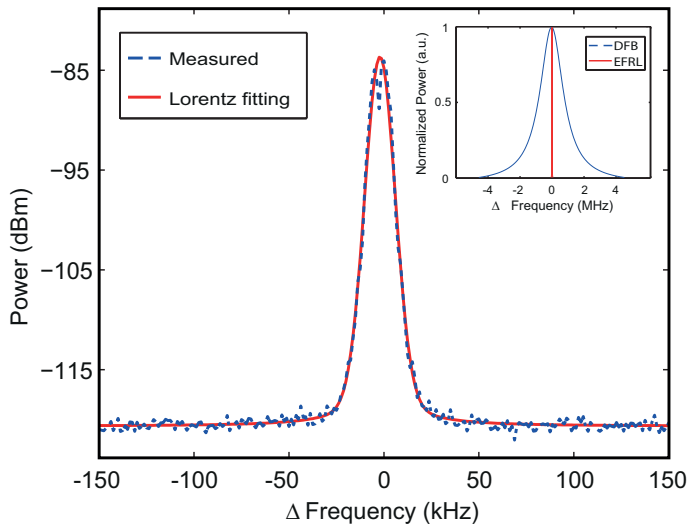 Measured
Lorentz fitting
−85
−95
−105
−115
Power (dBm)
-150
-100
-50
0
50
100
150
Δ Frequency (kHz)
DFB
EFRL
1
0.5
0
Normalized Power (a.u.)
-4
-2
0
2
4
Δ Frequency (MHz)